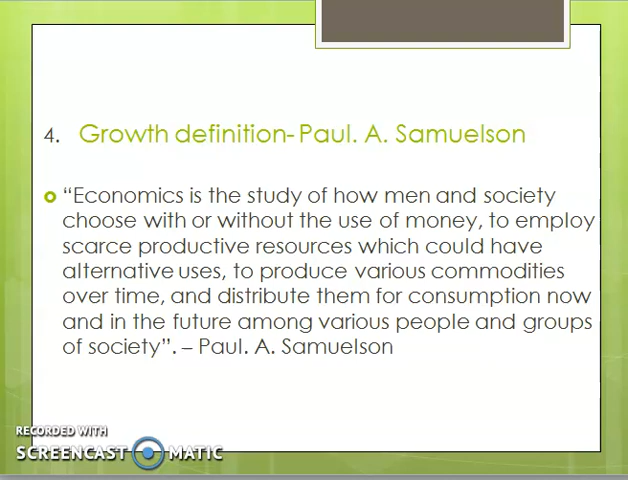 4. Growth definition- Paul. A. Samuelson
“Economics is the study of how men and society
choose with or without the use of money, to employ
scarce productive resources which could have
alternative uses, to produce various commodities
over time, and distribute them for consumption now
and in the future among various people and groups
of society”. – Paul. A. Samuelson
RECORDED WITH
SCREENCAST MATIC